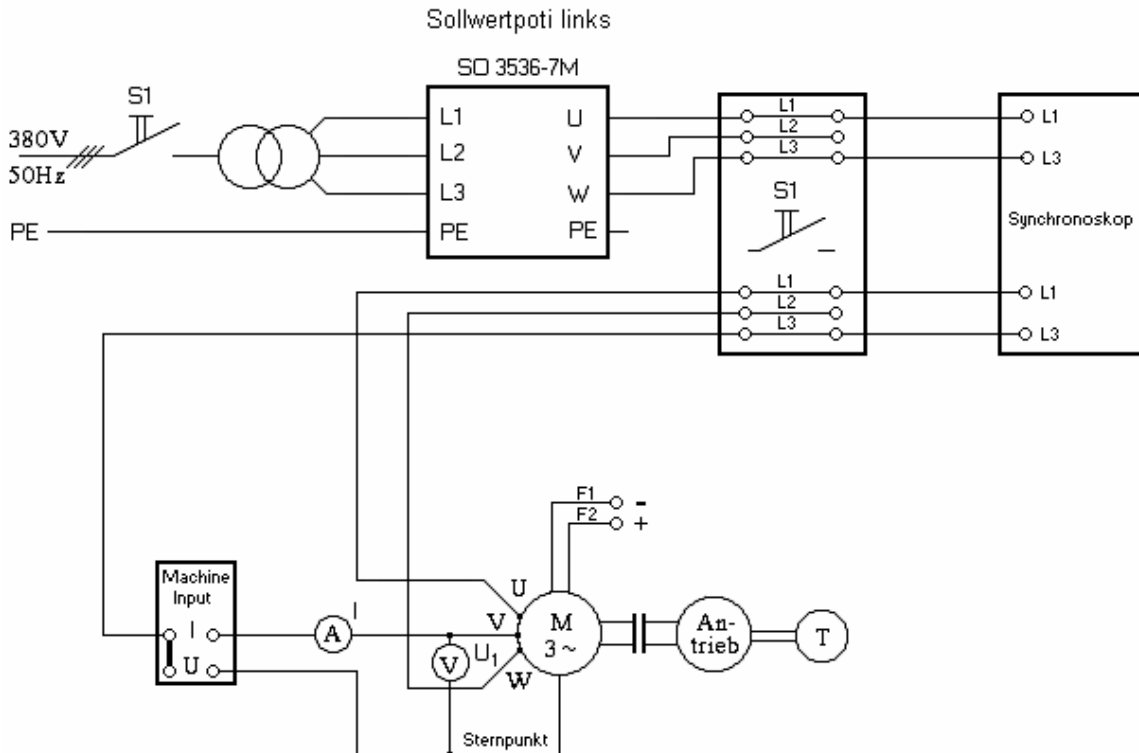 Sollwertpoti links
SO 3536-7M
S1
380V
50Hz
PE
L1 U
L2 V
L3 W
PE PE
L1
L2
L3
S1
L1
L2
L3
L1
L3
Synchronoskop
L1
L3
F1 -
F2 +
Machine
Input
I
U
A
I
V
U1
U
V
W
M
3~
An-
trieb
T
Sternpunkt